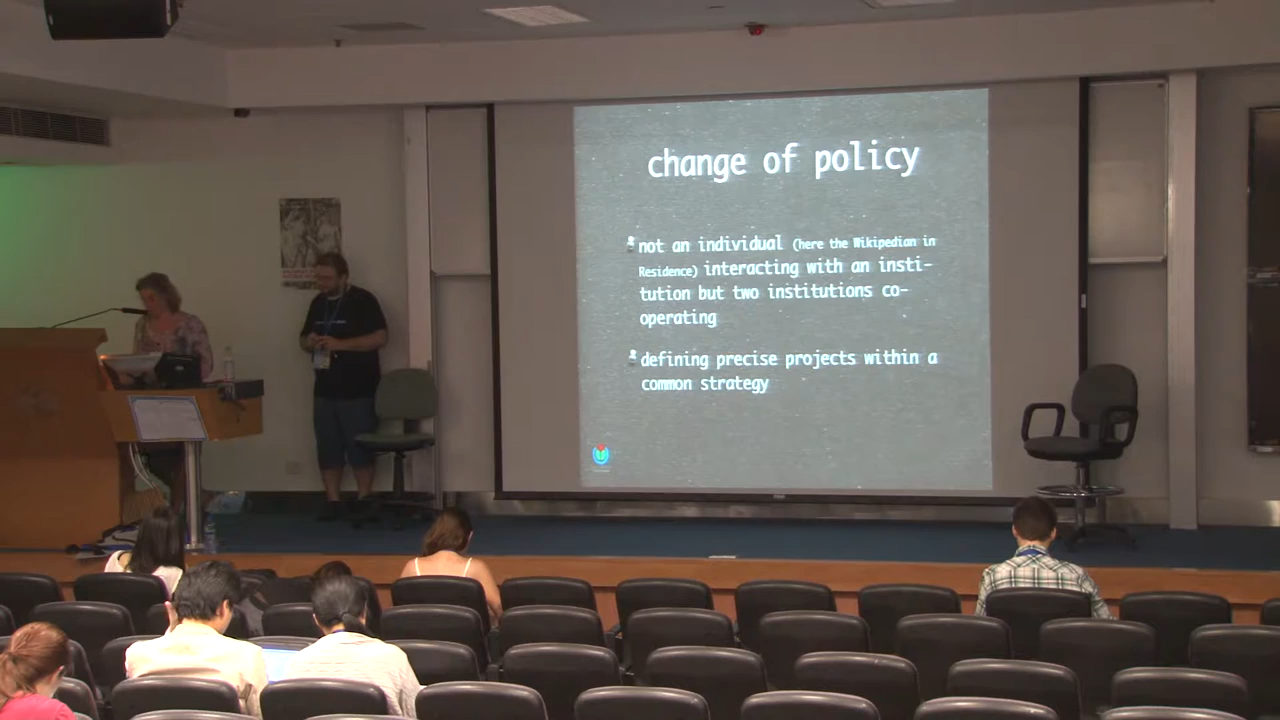 change of policy
* not an individual (here the Wikipedian in
Residence) interacting with an insti-
tution but two institutions co-
operating
* defining precise projects within a
common strategy